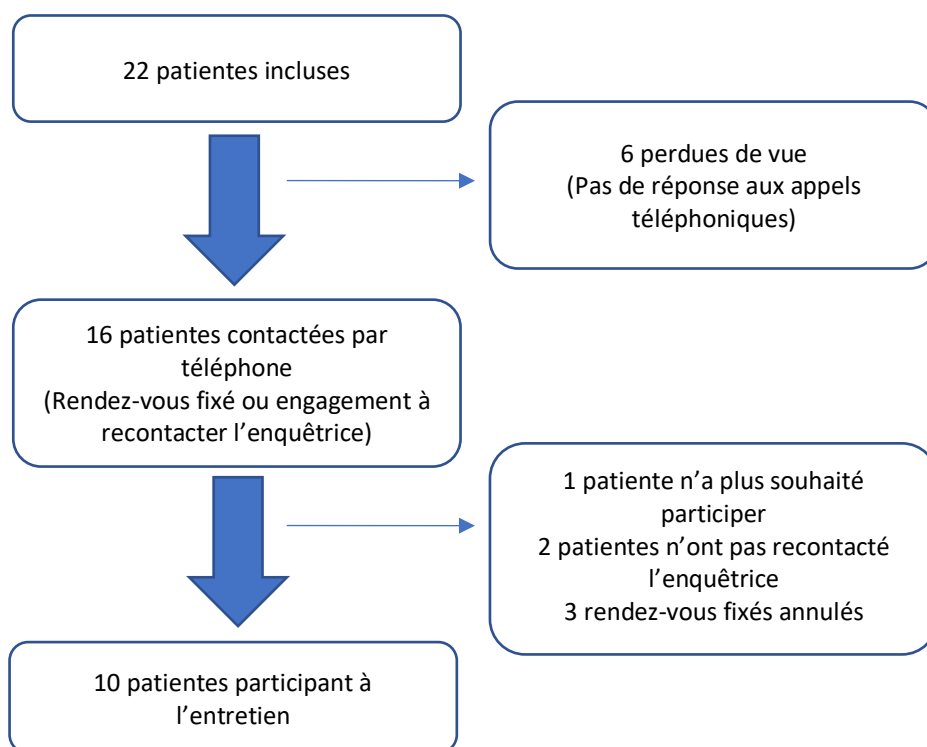 22 patientes incluses
6 perdues de vue
(Pas de réponse aux appels
téléphoniques)
16 patientes contactées par
téléphone
(Rendez-vous fixé ou engagement à
recontacter l’enquêtrice)
1 patiente n’a plus souhaité
participer
2 patientes n’ont pas recontacté
l’enquêtrice
3 rendez-vous fixés annulés
10 patientes participant à
l’entretien